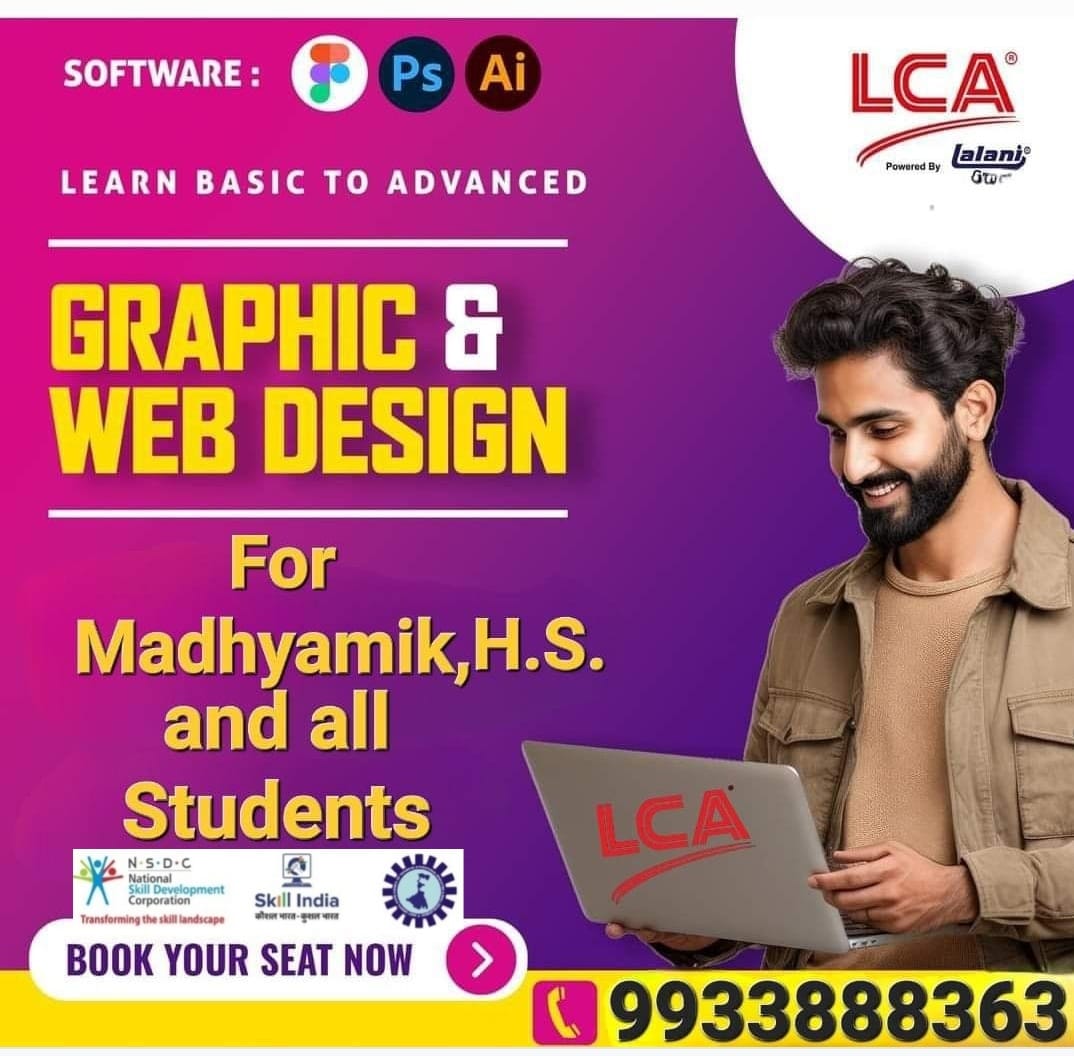 SOFTWARE :
Ps
Ai
LCA®
Powered By lalani®
LEARN BASIC TO ADVANCED
GRAPHIC &
WEB DESIGN
For
Madhyamik,H.S.
and all
Students
LCA
N·S·D·C
National
Skill Development
Corporation
Transforming the skill landscape
Skill India
कौशल भारत-कुशल भारत
BOOK YOUR SEAT NOW
9933888363